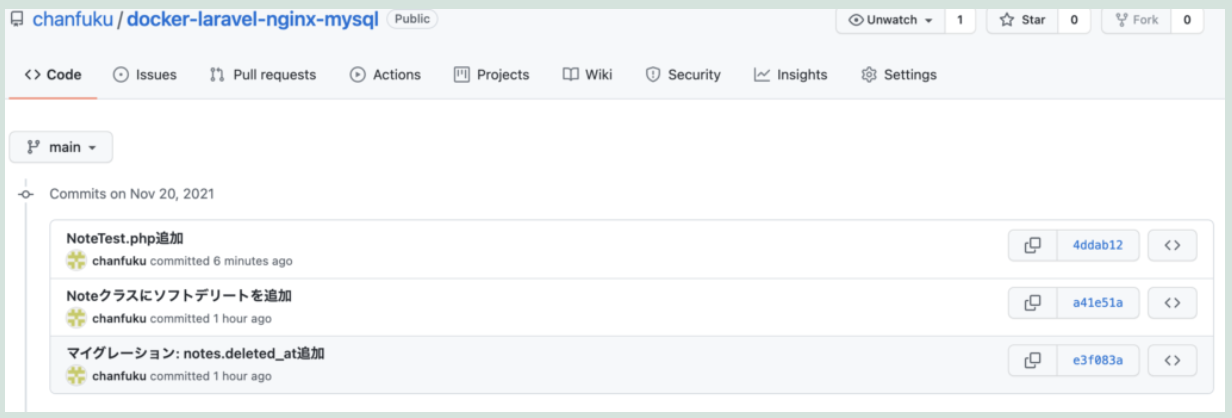 chanfuku / docker-laravel-nginx-mysql Public Unwatch 1 Star 0 Fork 0
Code Issues Pull requests Actions Projects Wiki Security Insights Settings
main
Commits on Nov 20, 2021
NoteTest.php追加
chanfuku committed 6 minutes ago
4ddab12
Noteクラスにソフトデリートを追加
chanfuku committed 1 hour ago
a41e51a
マイグレーション: notes.deleted_at追加
chanfuku committed 1 hour ago
e3f083a